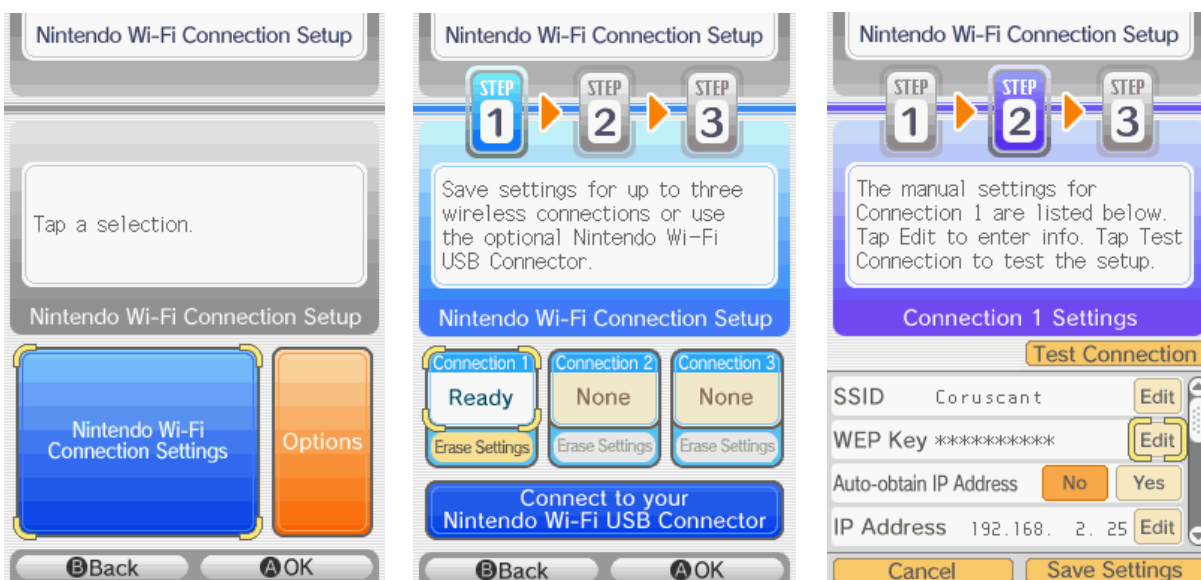 Nintendo Wi-Fi Connection Setup
Tap a selection.
Nintendo Wi-Fi Connection Setup
Nintendo Wi-Fi
Connection Settings
Options
BBack
AOK
Nintendo Wi-Fi Connection Setup
STEP
1
STEP
2
STEP
3
Save settings for up to three
wireless connections or use
the optional Nintendo Wi-Fi
USB Connector.
Nintendo Wi-Fi Connection Setup
Connection 1
Ready
Erase Settings
Connection 2
None
Erase Settings
Connection 3
None
Erase Settings
Connect to your
Nintendo Wi-Fi USB Connector
BBack
AOK
Nintendo Wi-Fi Connection Setup
STEP
1
STEP
2
STEP
3
The manual settings for
Connection 1 are listed below.
Tap Edit to enter info. Tap Test
Connection to test the setup.
Connection 1 Settings
Test Connection
SSID Coruscant Edit
WEP Key ********** Edit
Auto-obtain IP Address No Yes
IP Address 192.168. 2. 25 Edit
Cancel
Save Settings